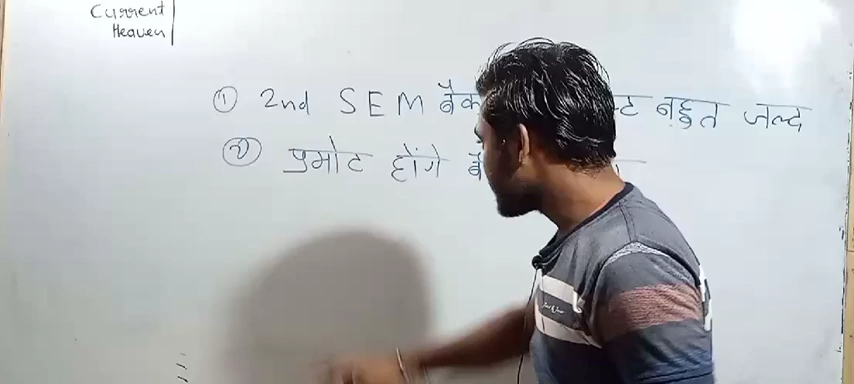 Current
Heaven
① 2nd SEM बैक ट बहुत जल्द
② प्रमोट होंगे बै